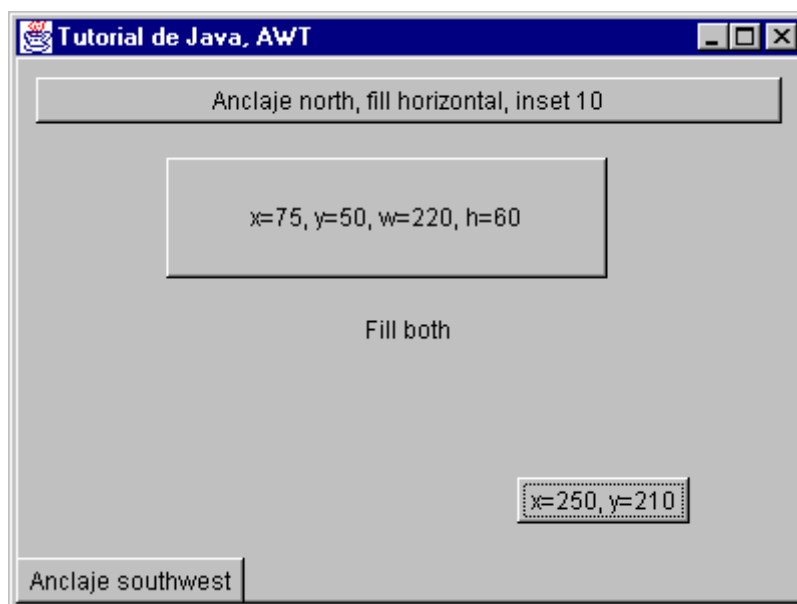 Tutorial de Java, AWT
Anclaje north, fill horizontal, inset 10
x=75, y=50, w=220, h=60
Fill both
x=250, y=210
Anclaje southwest